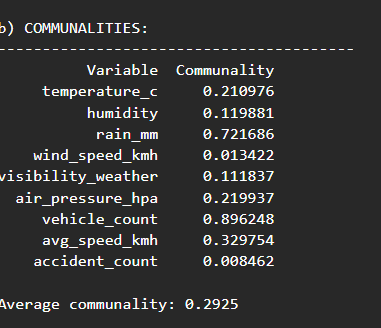 b) COMMUNALITIES:
----------------------------------------
Variable Communality
temperature_c 0.210976
humidity 0.119881
rain_mm 0.721686
wind_speed_kmh 0.013422
visibility_weather 0.111837
air_pressure_hpa 0.219937
vehicle_count 0.896248
avg_speed_kmh 0.329754
accident_count 0.008462
Average communality: 0.2925